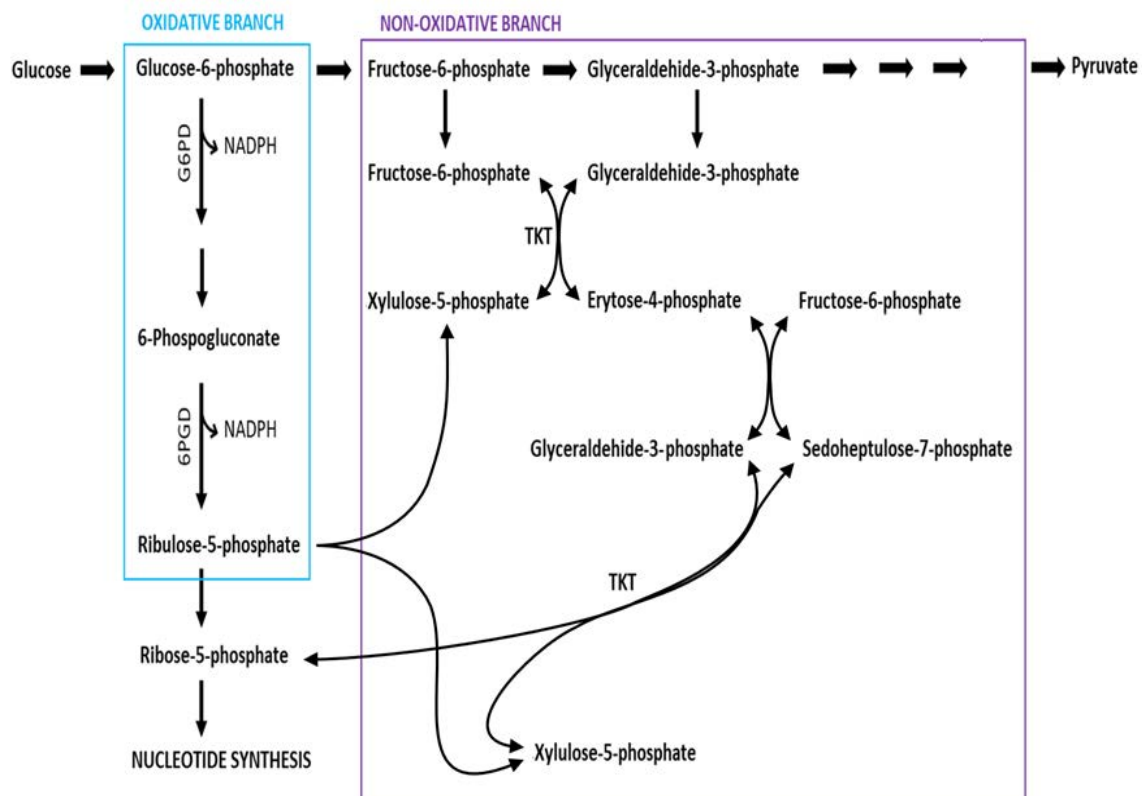 OXIDATIVE BRANCH
NON-OXIDATIVE BRANCH
Glucose
Glucose-6-phosphate
Fructose-6-phosphate
Glyceraldehide-3-phosphate
Pyruvate
G6PD
NADPH
Fructose-6-phosphate
Glyceraldehide-3-phosphate
TKT
Xylulose-5-phosphate
Erytose-4-phosphate
Fructose-6-phosphate
6-Phospogluconate
6PGD
NADPH
Glyceraldehide-3-phosphate
Sedoheptulose-7-phosphate
Ribulose-5-phosphate
TKT
Ribose-5-phosphate
Xylulose-5-phosphate
NUCLEOTIDE SYNTHESIS